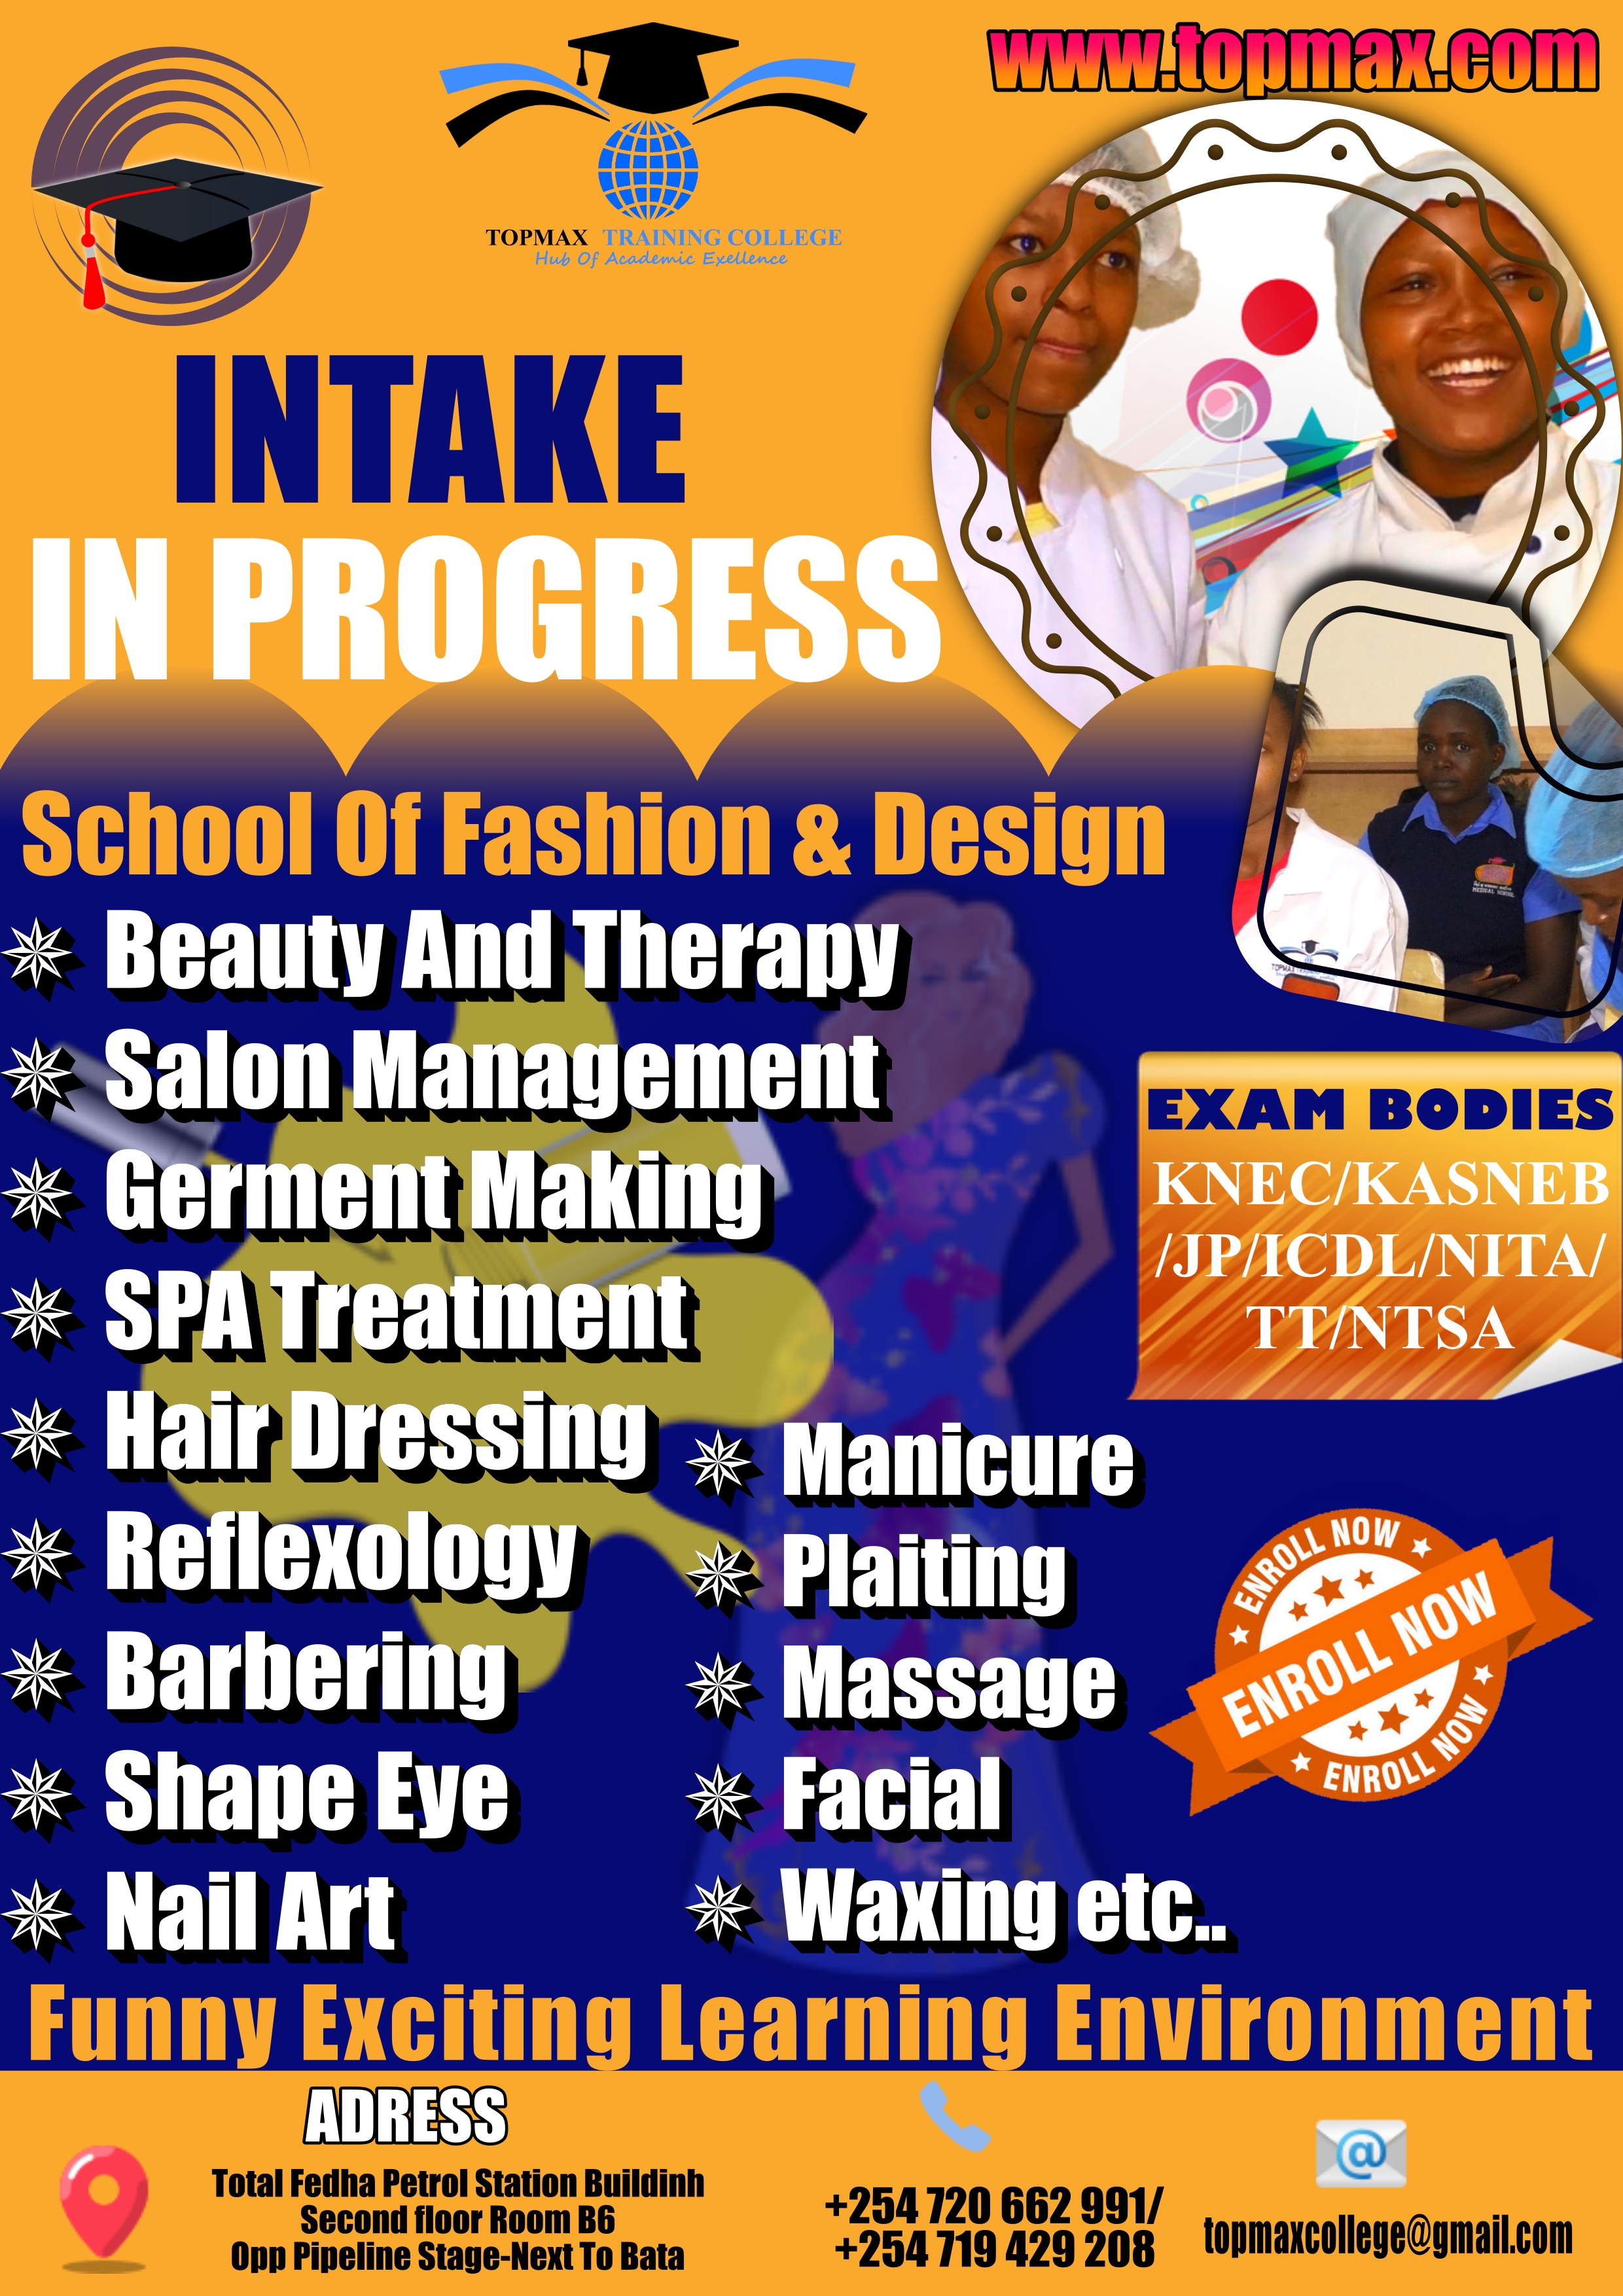 www.topmax.com
TOPMAX TRAINING COLLEGE
Hub Of Academic Exellence
INTAKE
IN PROGRESS
School Of Fashion & Design
Beauty And Therapy
Salon Management
Germent Making
SPA Treatment
Hair Dressing
Reflexology
Barbering
Shape Eye
Nail Art
Manicure
Plaiting
Massage
Facial
Waxing etc..
MEDICAL SCHOOL
TOPMAX
EXAM BODIES
KNEC/KASNEB
/JP/ICDL/NITA/
TT/NTSA
ENROLL NOW
ENROLL NOW
ENROLL NOW
Funny Exciting Learning Environment
ADRESS
Total Fedha Petrol Station Buildinh
Second floor Room B6
Opp Pipeline Stage-Next To Bata
+254 720 662 991/
+254 719 429 208
@
topmaxcollege@gmail.com